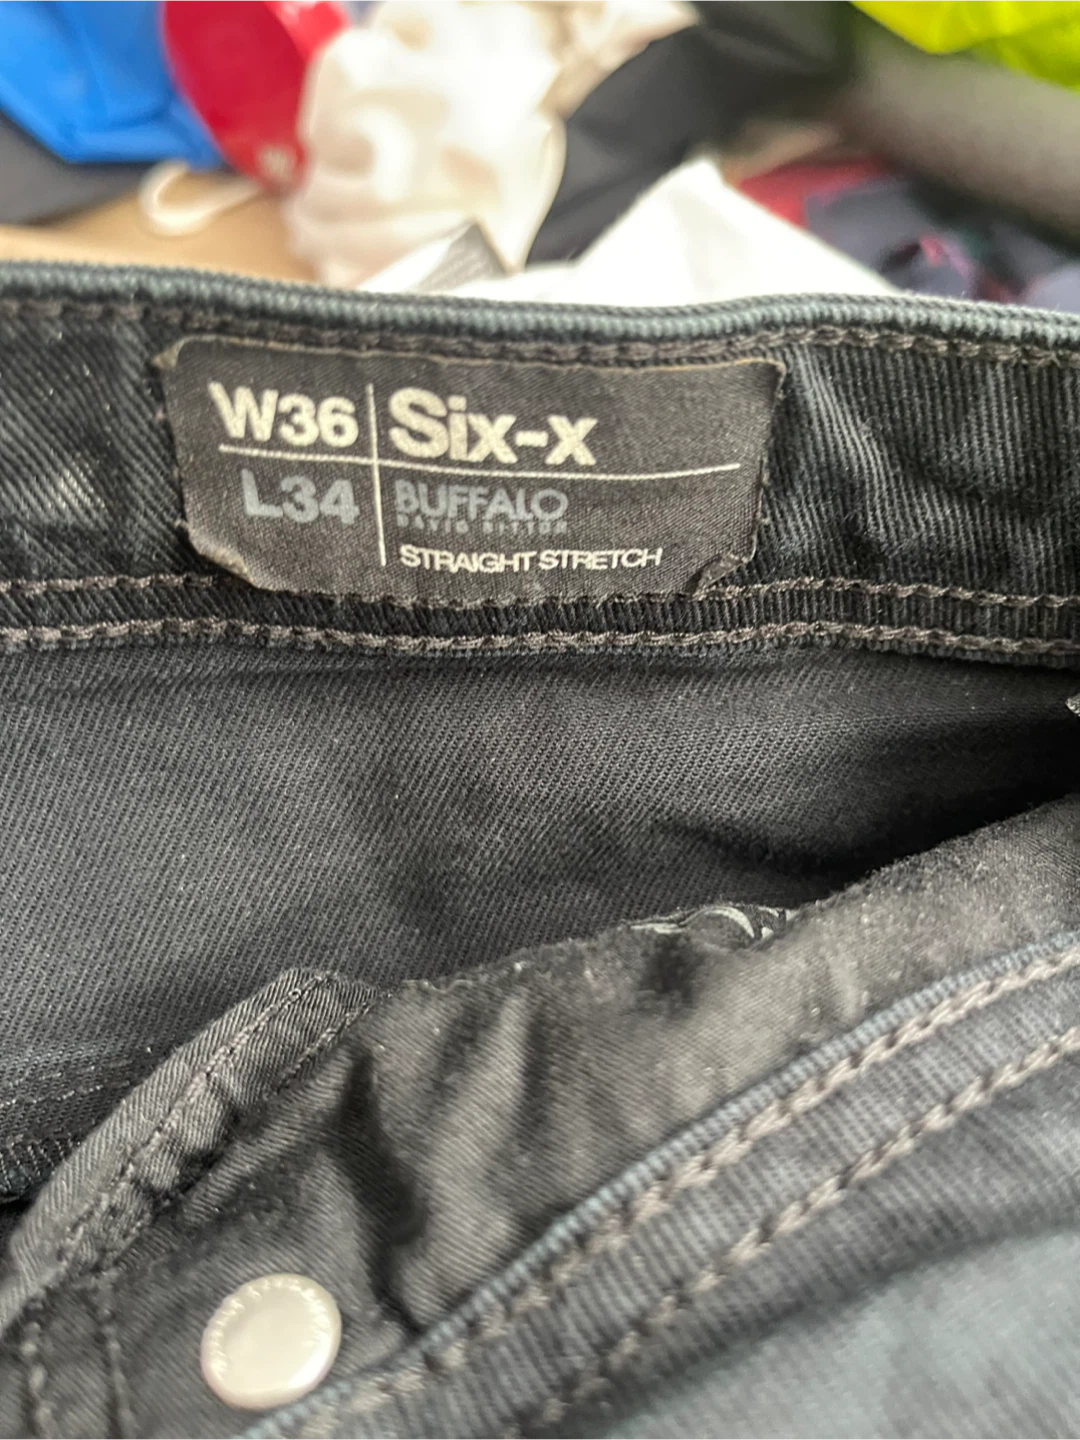 W36 Six-x
L34 BUFFALO
DAVID BITTON
STRAIGHT STRETCH